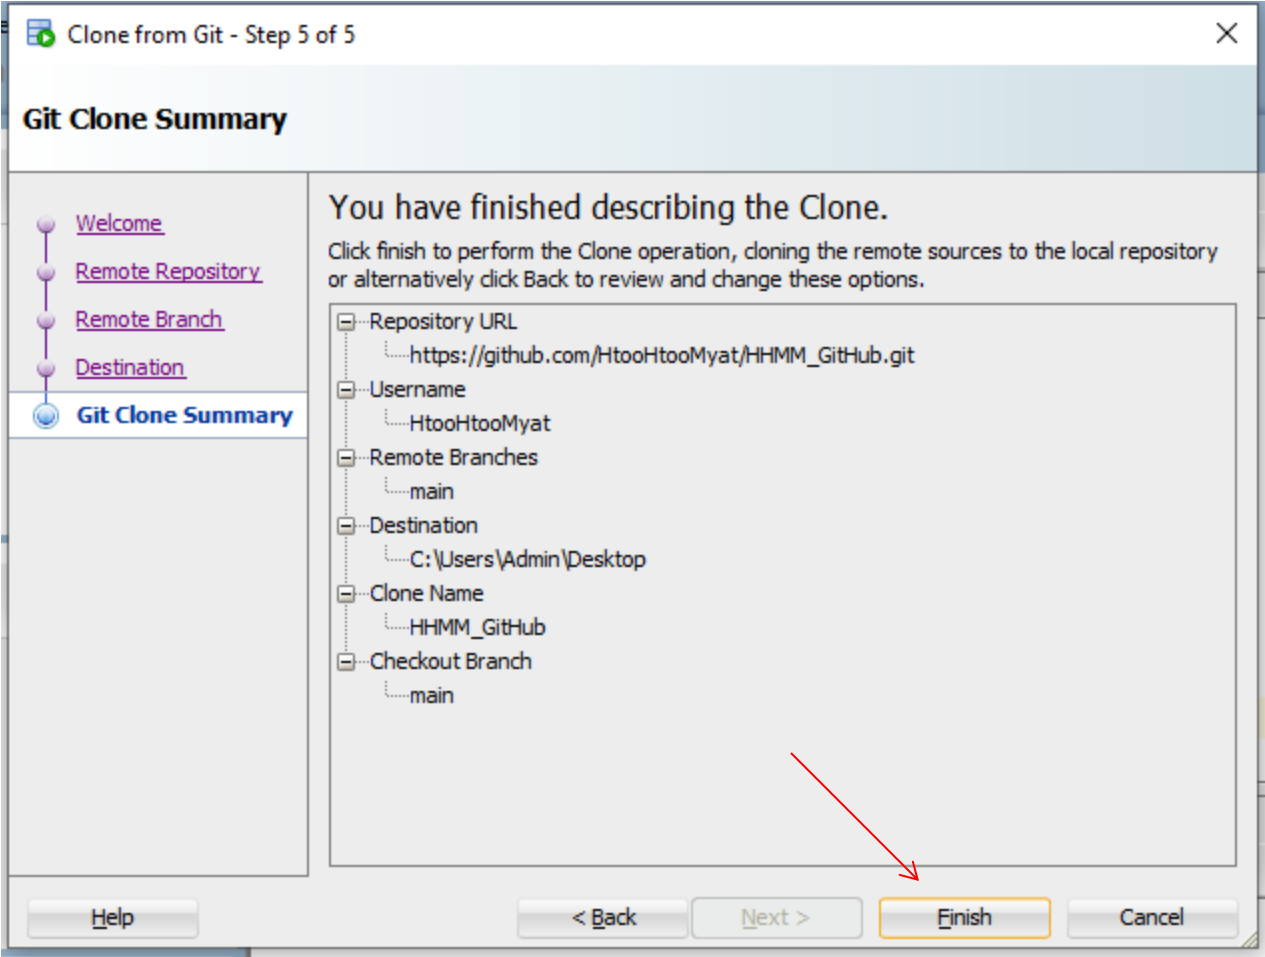 Clone from Git - Step 5 of 5
Git Clone Summary
Welcome
Remote Repository
Remote Branch
Destination
Git Clone Summary
You have finished describing the Clone.
Click finish to perform the Clone operation, cloning the remote sources to the local repository
or alternatively click Back to review and change these options.
Repository URL
https://github.com/HtooHtooMyat/HHMM_GitHub.git
Username
HtooHtooMyat
Remote Branches
main
Destination
C:\Users\Admin\Desktop
Clone Name
HHMM_GitHub
Checkout Branch
main
Help
< Back
Next >
Finish
Cancel